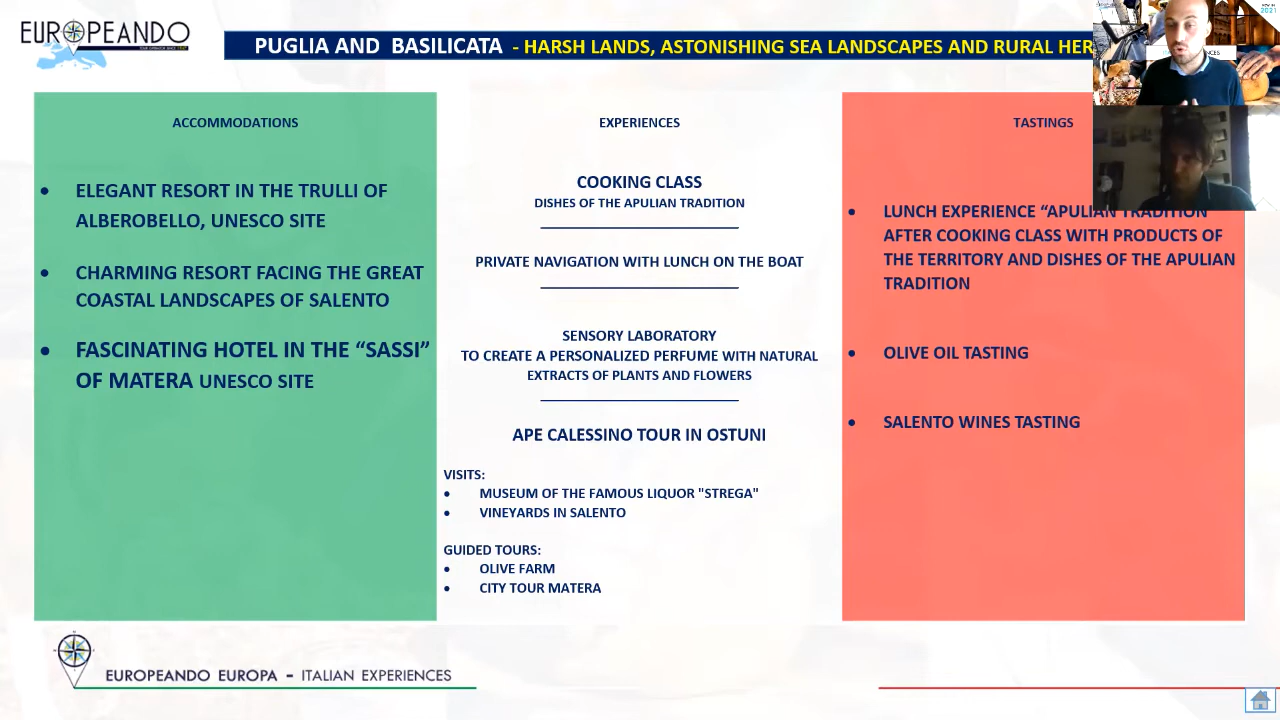 EUROPEANDO
PUGLIA AND BASILICATA - HARSH LANDS, ASTONISHING SEA LANDSCAPES AND RURAL
2021
ACCOMMODATIONS
ELEGANT RESORT IN THE TRULLI OF
ALBEROBELLO, UNESCO SITE
CHARMING RESORT FACING THE GREAT
COASTAL LANDSCAPES OF SALENTO
FASCINATING HOTEL IN THE “SASSI”
OF MATERA UNESCO SITE
EXPERIENCES
COOKING CLASS
DISHES OF THE APULIAN TRADITION
PRIVATE NAVIGATION WITH LUNCH ON THE BOAT
SENSORY LABORATORY
TO CREATE A PERSONALIZED PERFUME WITH NATURAL
EXTRACTS OF PLANTS AND FLOWERS
APE CALESSINO TOUR IN OSTUNI
VISITS:
• MUSEUM OF THE FAMOUS LIQUOR "STREGA"
• VINEYARDS IN SALENTO
GUIDED TOURS:
• OLIVE FARM
• CITY TOUR MATERA
TASTINGS
• LUNCH EXPERIENCE “APULIAN TRADITION”
AFTER COOKING CLASS WITH PRODUCTS OF
THE TERRITORY AND DISHES OF THE APULIAN
TRADITION
• OLIVE OIL TASTING
• SALENTO WINES TASTING
EUROPEANDO EUROPA – ITALIAN EXPERIENCES